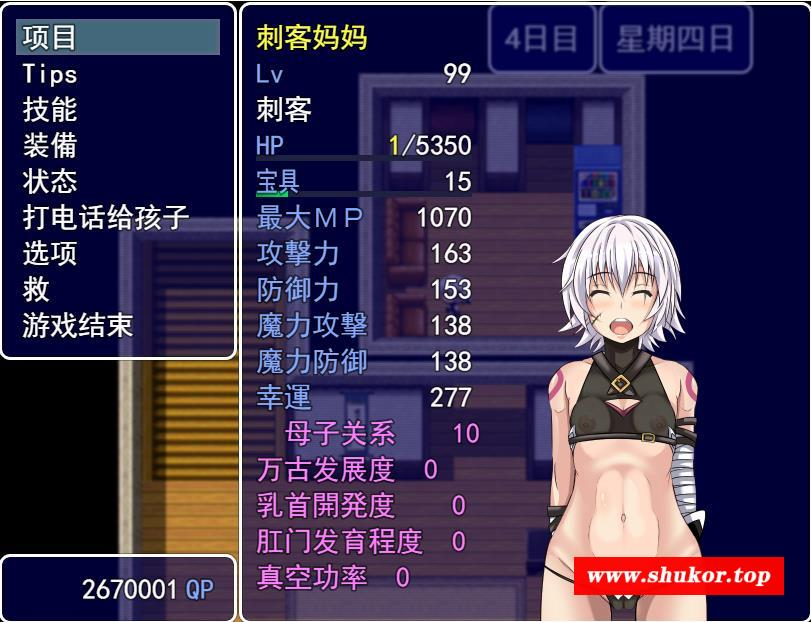 项目
Tips
技能
装備
状态
打电话给孩子
选项
救
游戏结束
2670001 QP
刺客妈妈
Lv 99
刺客
HP 1/5350
宝具 15
最大ＭＰ 1070
攻撃力 163
防御力 153
魔力攻撃 138
魔力防御 138
幸運 277
母子关系 10
万古发展度 0
乳首開発度 0
肛门发育程度 0
真空功率 0
4日目
星期四日
www.shukor.top